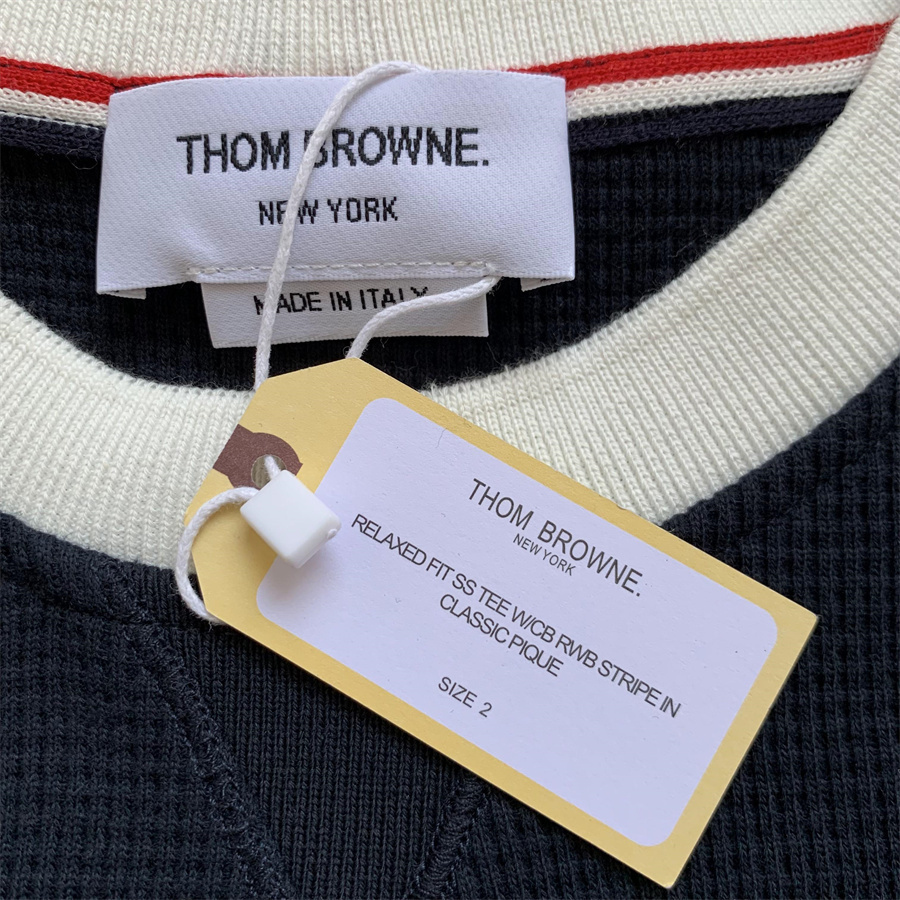 THOM BROWNE.
NEW YORK
MADE IN ITALY
THOM BROWNE.
NEW YORK
RELAXED FIT SS TEE W/CB RWB STRIPE IN
CLASSIC PIQUE
SIZE 2